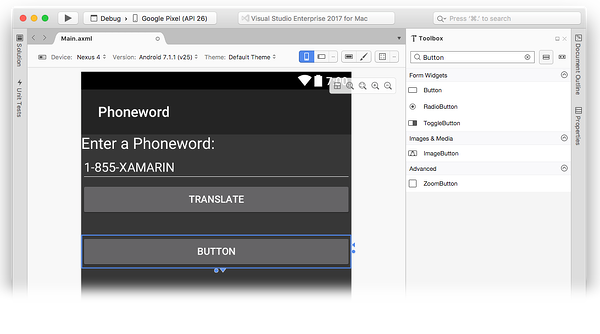 Debug › Google Pixel (API 26)
Visual Studio Enterprise 2017 for Mac
Press '⌘.' to search
Solution
Unit Tests
Main.axml
Device: Nexus 4 Version: Android 7.1.1 (v25) Theme: Default Theme
Phoneword
Enter a Phoneword:
1-855-XAMARIN
TRANSLATE
BUTTON
Toolbox
Button
Form Widgets
Button
RadioButton
ToggleButton
Images & Media
ImageButton
Advanced
ZoomButton
Document Outline
Properties